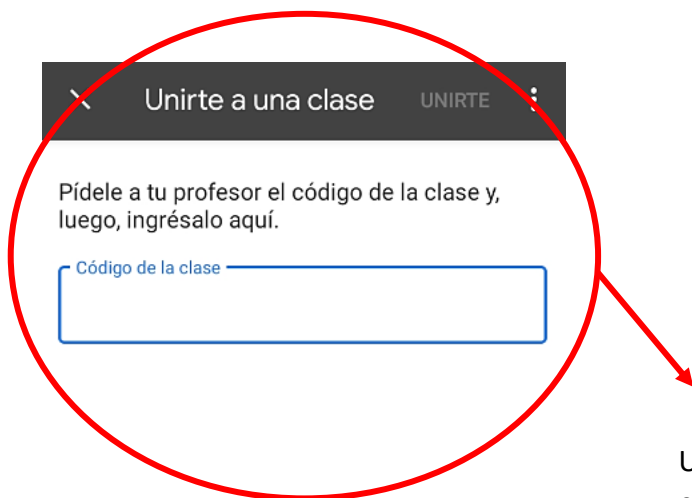 Unirte a una clase UNIRTE
Pídele a tu profesor el código de la clase y,
luego, ingrésalo aquí.
Código de la clase
U